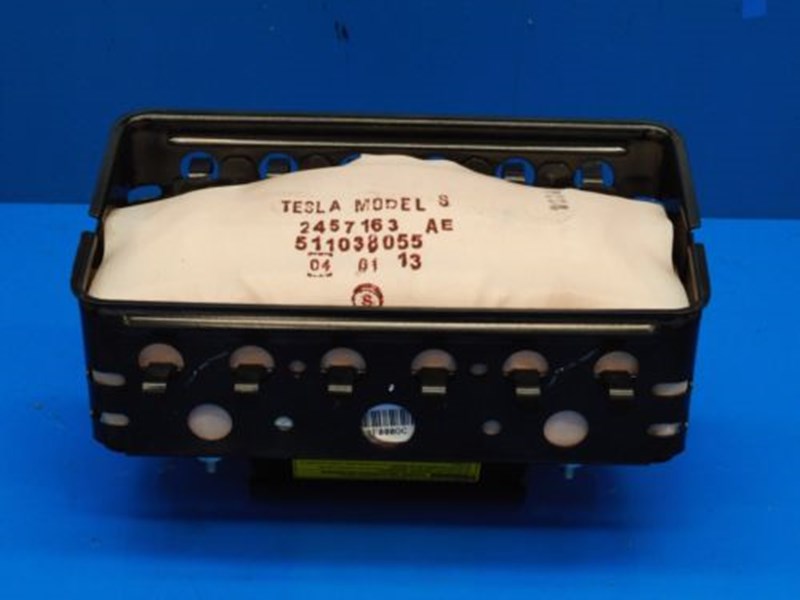 TESLA MODEL S
2457163 AE
511038055
04 01 13
S